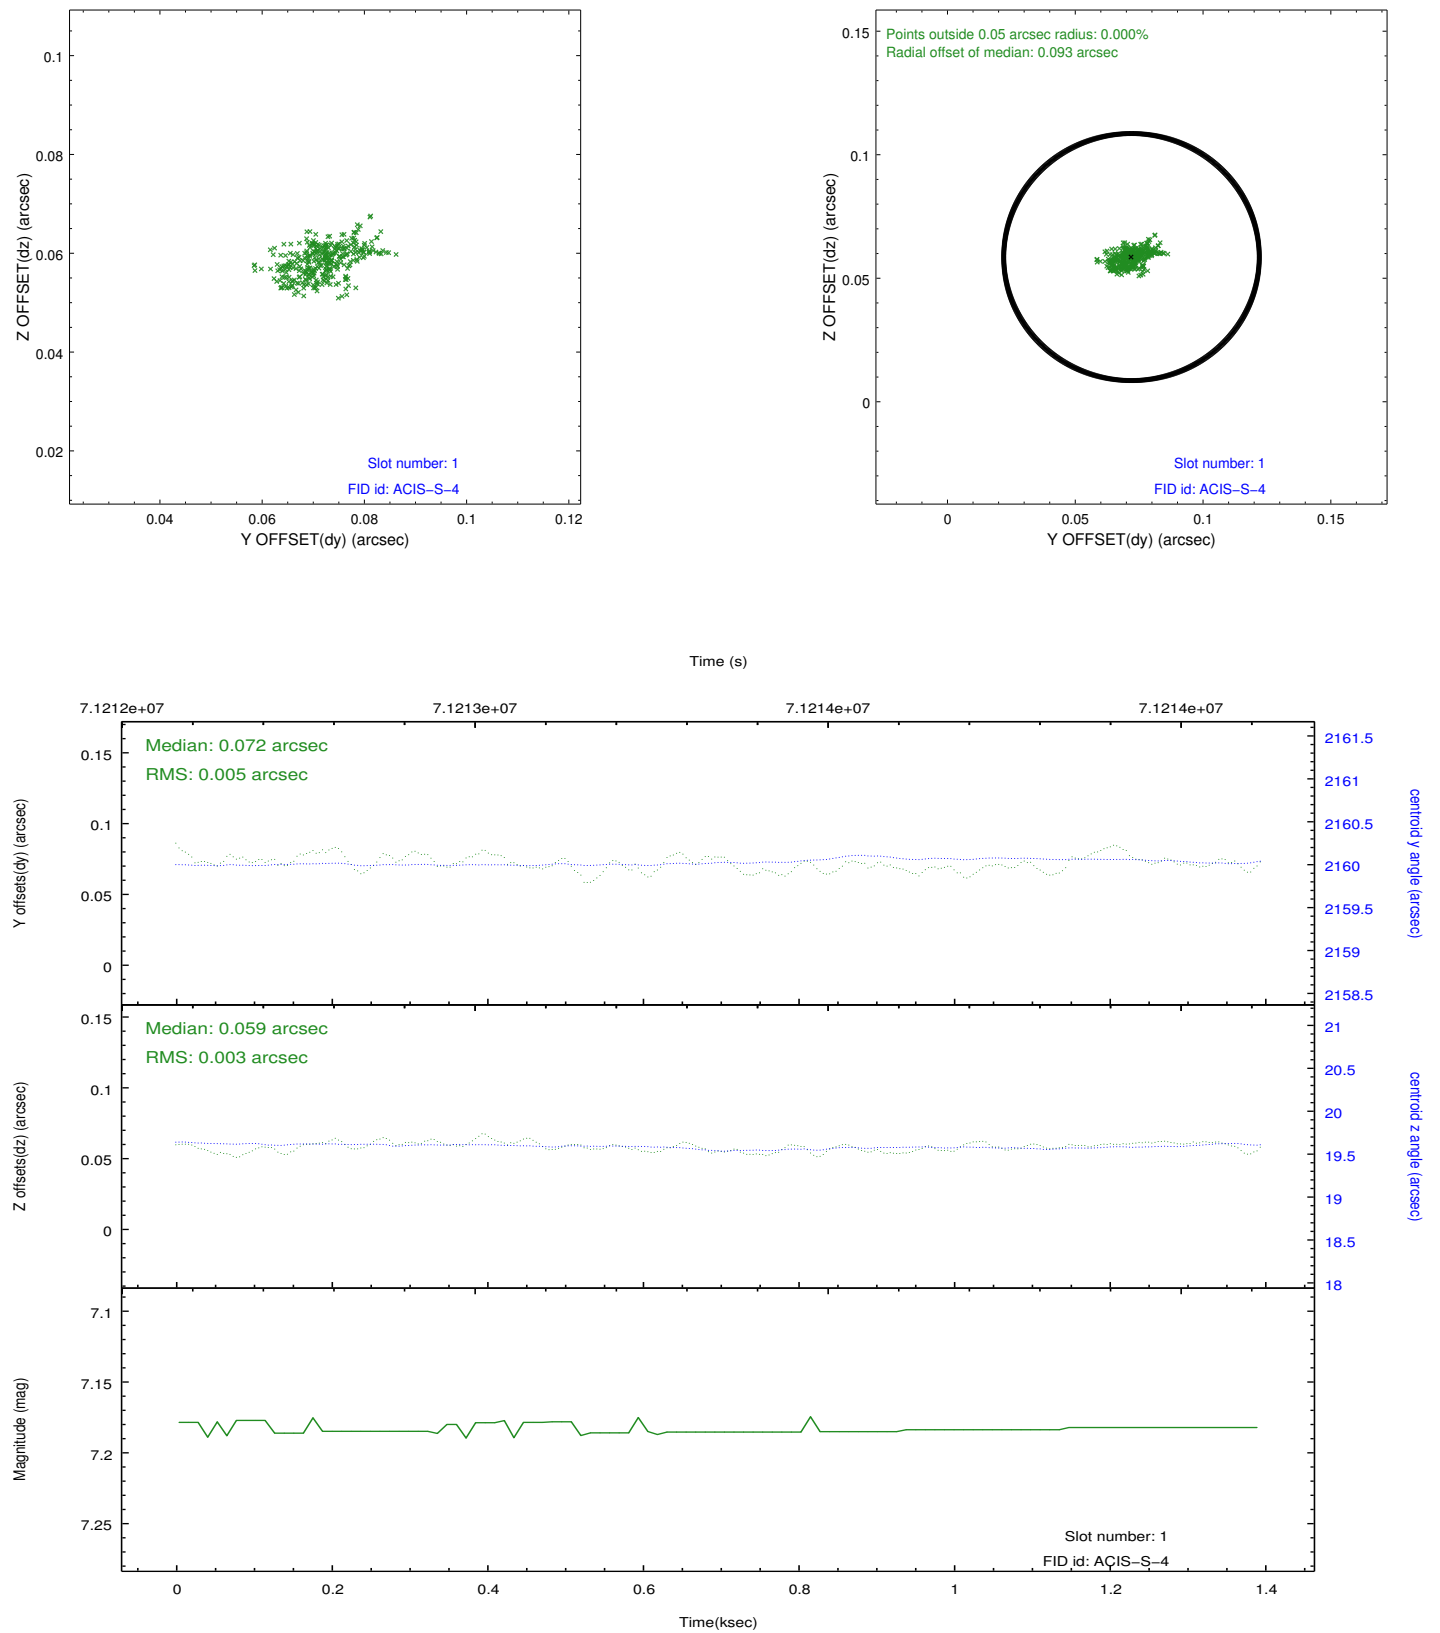 0.1
0.08
0.06
0.04
0.02
Z OFFSET(dz) (arcsec)
Slot number: 1
FID id: ACIS−S−4
0.04 0.06 0.08 0.1 0.12
Y OFFSET(dy) (arcsec)
Points outside 0.05 arcsec radius: 0.000%
Radial offset of median: 0.093 arcsec
0.15
0.1
0.05
0
Z OFFSET(dz) (arcsec)
Slot number: 1
FID id: ACIS−S−4
0 0.05 0.1 0.15
Y OFFSET(dy) (arcsec)
Time (s)
7.1212e+07 7.1213e+07 7.1214e+07 7.1214e+07
Median: 0.072 arcsec
RMS: 0.005 arcsec
0.15
0.1
0.05
0
Y offsets(dy) (arcsec)
2161.5
2161
2160.5
2160
2159.5
2159
2158.5
centroid y angle (arcsec)
Median: 0.059 arcsec
RMS: 0.003 arcsec
0.15
0.1
0.05
0
Z offsets(dz) (arcsec)
21
20.5
20
19.5
19
18.5
18
centroid z angle (arcsec)
7.1
7.15
7.2
7.25
Magnitude (mag)
Slot number: 1
FID id: ACIS−S−4
0 0.2 0.4 0.6 0.8 1 1.2 1.4
Time(ksec)